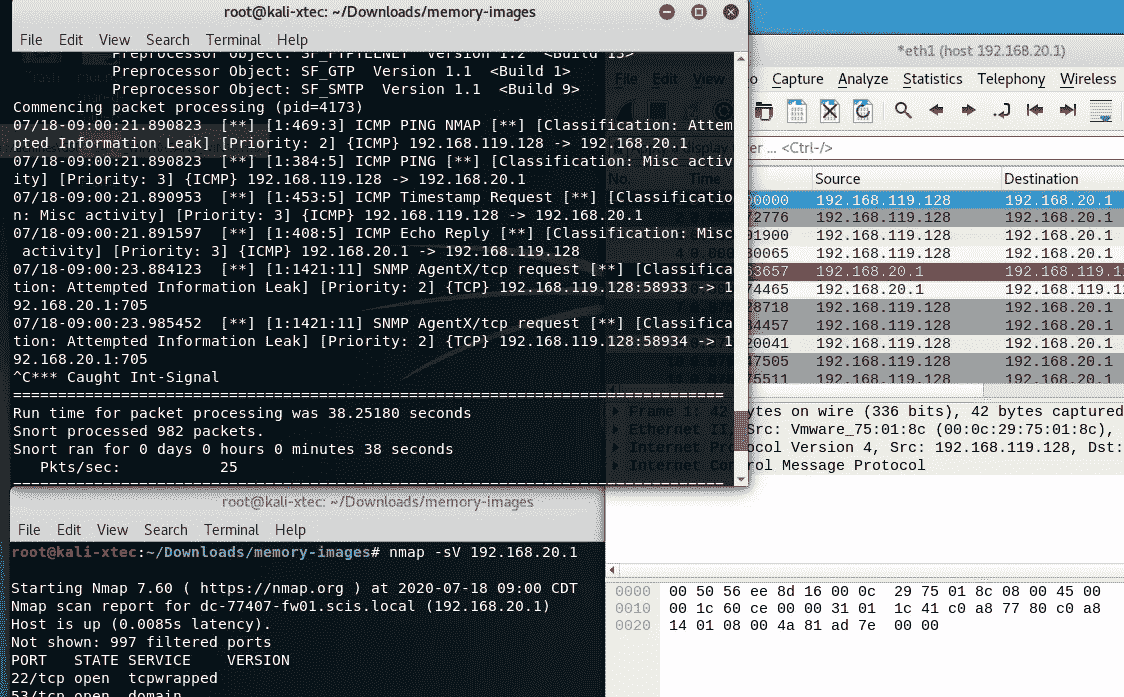 root@kali-xtec: ~/Downloads/memory-images
File Edit View Search Terminal Help
Preprocessor Object: SF_FTPTELNET Version 1.2 <Build 13>
Preprocessor Object: SF_GTP Version 1.1 <Build 1>
Preprocessor Object: SF_SMTP Version 1.1 <Build 9>
Commencing packet processing (pid=4173)
07/18-09:00:21.890823 [**] [1:469:3] ICMP PING NMAP [**] [Classification: Attem
pted Information Leak] [Priority: 2] {ICMP} 192.168.119.128 -> 192.168.20.1
07/18-09:00:21.890823 [**] [1:384:5] ICMP PING [**] [Classification: Misc activ
ity] [Priority: 3] {ICMP} 192.168.119.128 -> 192.168.20.1
07/18-09:00:21.890953 [**] [1:453:5] ICMP Timestamp Request [**] [Classificatio
n: Misc activity] [Priority: 3] {ICMP} 192.168.119.128 -> 192.168.20.1
07/18-09:00:21.891597 [**] [1:408:5] ICMP Echo Reply [**] [Classification: Misc
activity] [Priority: 3] {ICMP} 192.168.20.1 -> 192.168.119.128
07/18-09:00:23.884123 [**] [1:1421:11] SNMP AgentX/tcp request [**] [Classifica
tion: Attempted Information Leak] [Priority: 2] {TCP} 192.168.119.128:58933 -> 1
92.168.20.1:705
07/18-09:00:23.985452 [**] [1:1421:11] SNMP AgentX/tcp request [**] [Classifica
tion: Attempted Information Leak] [Priority: 2] {TCP} 192.168.119.128:58934 -> 1
92.168.20.1:705
^C*** Caught Int-Signal
===============================================================================
Run time for packet processing was 38.25180 seconds
Snort processed 982 packets.
Snort ran for 0 days 0 hours 0 minutes 38 seconds
Pkts/sec: 25
===============================================================================
root@kali-xtec: ~/Downloads/memory-images
File Edit View Search Terminal Help
root@kali-xtec:~/Downloads/memory-images# nmap -sV 192.168.20.1
Starting Nmap 7.60 ( https://nmap.org ) at 2020-07-18 09:00 CDT
Nmap scan report for dc-77407-fw01.scis.local (192.168.20.1)
Host is up (0.0085s latency).
Not shown: 997 filtered ports
PORT STATE SERVICE VERSION
22/tcp open tcpwrapped
53/tcp open domain
*eth1 (host 192.168.20.1)
File Edit View Go Capture Analyze Statistics Telephony Wireless
... <Ctrl-/>
No. Time Source Destination
00000 192.168.119.128 192.168.20.1
72776 192.168.119.128 192.168.20.1
01900 192.168.119.128 192.168.20.1
30065 192.168.119.128 192.168.20.1
63657 192.168.20.1 192.168.119.1
74465 192.168.20.1 192.168.119.1
28718 192.168.119.128 192.168.20.1
34457 192.168.119.128 192.168.20.1
20041 192.168.119.128 192.168.20.1
47505 192.168.119.128 192.168.20.1
75511 192.168.119.128 192.168.20.1
Frame 1: 42 bytes on wire (336 bits), 42 bytes captured
Ethernet II, Src: Vmware_75:01:8c (00:0c:29:75:01:8c),
Internet Protocol Version 4, Src: 192.168.119.128, Dst:
Internet Control Message Protocol
0000 00 50 56 ee 8d 16 00 0c 29 75 01 8c 08 00 45 00
0010 00 1c 60 ce 00 00 31 01 1c 41 c0 a8 77 80 c0 a8
0020 14 01 08 00 4a 81 ad 7e 00 00